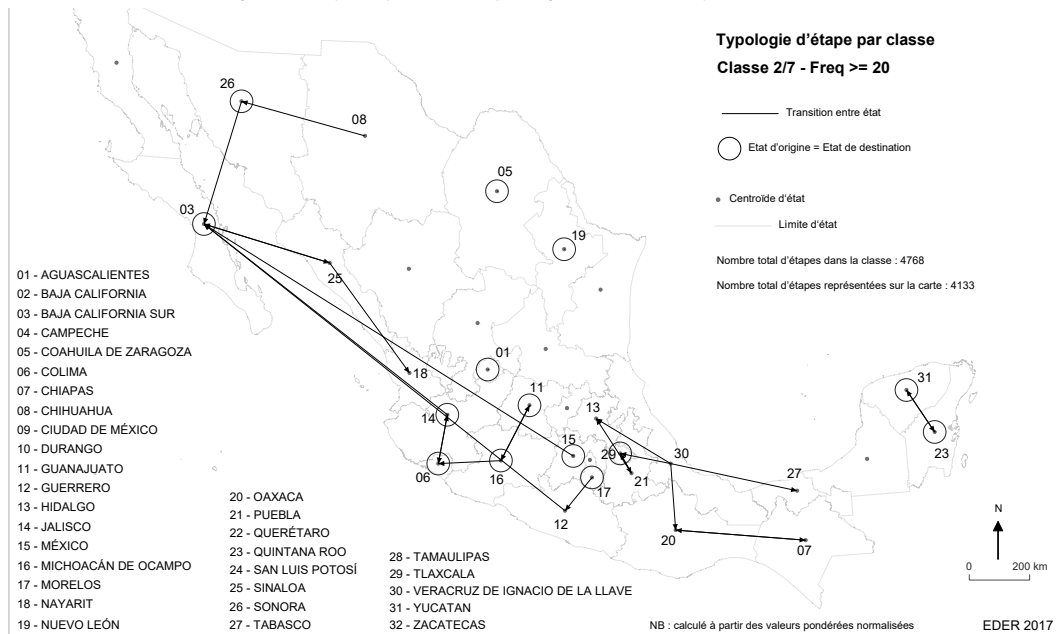 Typologie d'étape par classe
Classe 2/7 - Freq >= 20
Transition entre état
Etat d'origine = Etat de destination
Centroïde d'état
Limite d'état
Nombre total d'étapes dans la classe : 4768
Nombre total d'étapes représentées sur la carte : 4133
26
08
05
03
19
25
01
18
11
14
13
31
15
30
29
06
16
17
21
27
23
12
20
07
01 - AGUASCALIENTES
02 - BAJA CALIFORNIA
03 - BAJA CALIFORNIA SUR
04 - CAMPECHE
05 - COAHUILA DE ZARAGOZA
06 - COLIMA
07 - CHIAPAS
08 - CHIHUAHUA
09 - CIUDAD DE MÉXICO
10 - DURANGO
11 - GUANAJUATO
12 - GUERRERO
13 - HIDALGO
14 - JALISCO
15 - MÉXICO
16 - MICHOACÁN DE OCAMPO
17 - MORELOS
18 - NAYARIT
19 - NUEVO LEÓN
20 - OAXACA
21 - PUEBLA
22 - QUERÉTARO
23 - QUINTANA ROO
24 - SAN LUIS POTOSÍ
25 - SINALOA
26 - SONORA
27 - TABASCO
28 - TAMAULIPAS
29 - TLAXCALA
30 - VERACRUZ DE IGNACIO DE LA LLAVE
31 - YUCATAN
32 - ZACATECAS
N
0 200 km
NB : calculé à partir des valeurs pondérées normalisées
EDER 2017